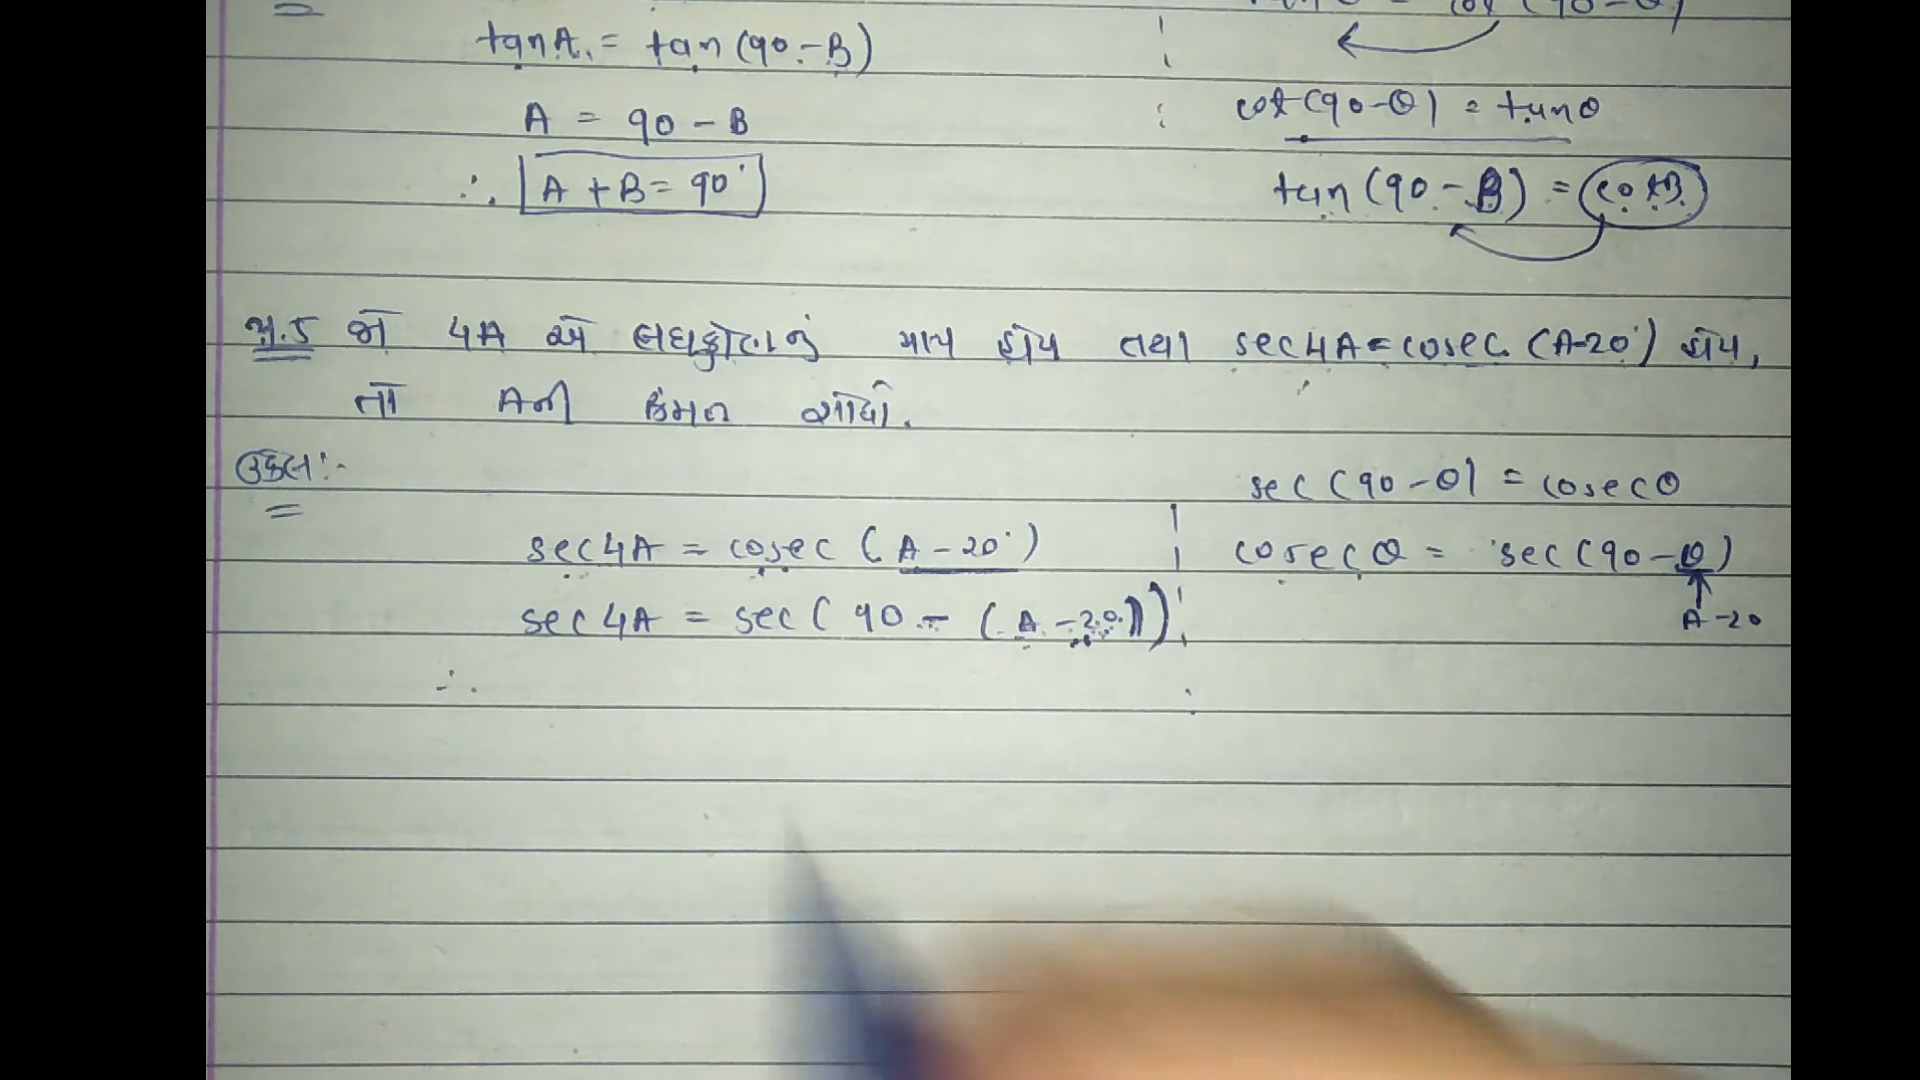 tanA = tan(90-B)
A = 90 - B
∴ A + B = 90°
cot(90-θ) = tanθ
tan(90-B) = cotB
પ્ર.5 જો 4A એ લઘુકોણનું માપ હોય તથા sec4A = cosec (A-20°) હોય,
તો Aની કિંમત શોધો.
ઉકેલ:-
sec4A = cosec (A-20°)
sec4A = sec(90-(A-20))
∴
sec(90-θ) = cosecθ
cosecθ = sec(90-θ)
A-20